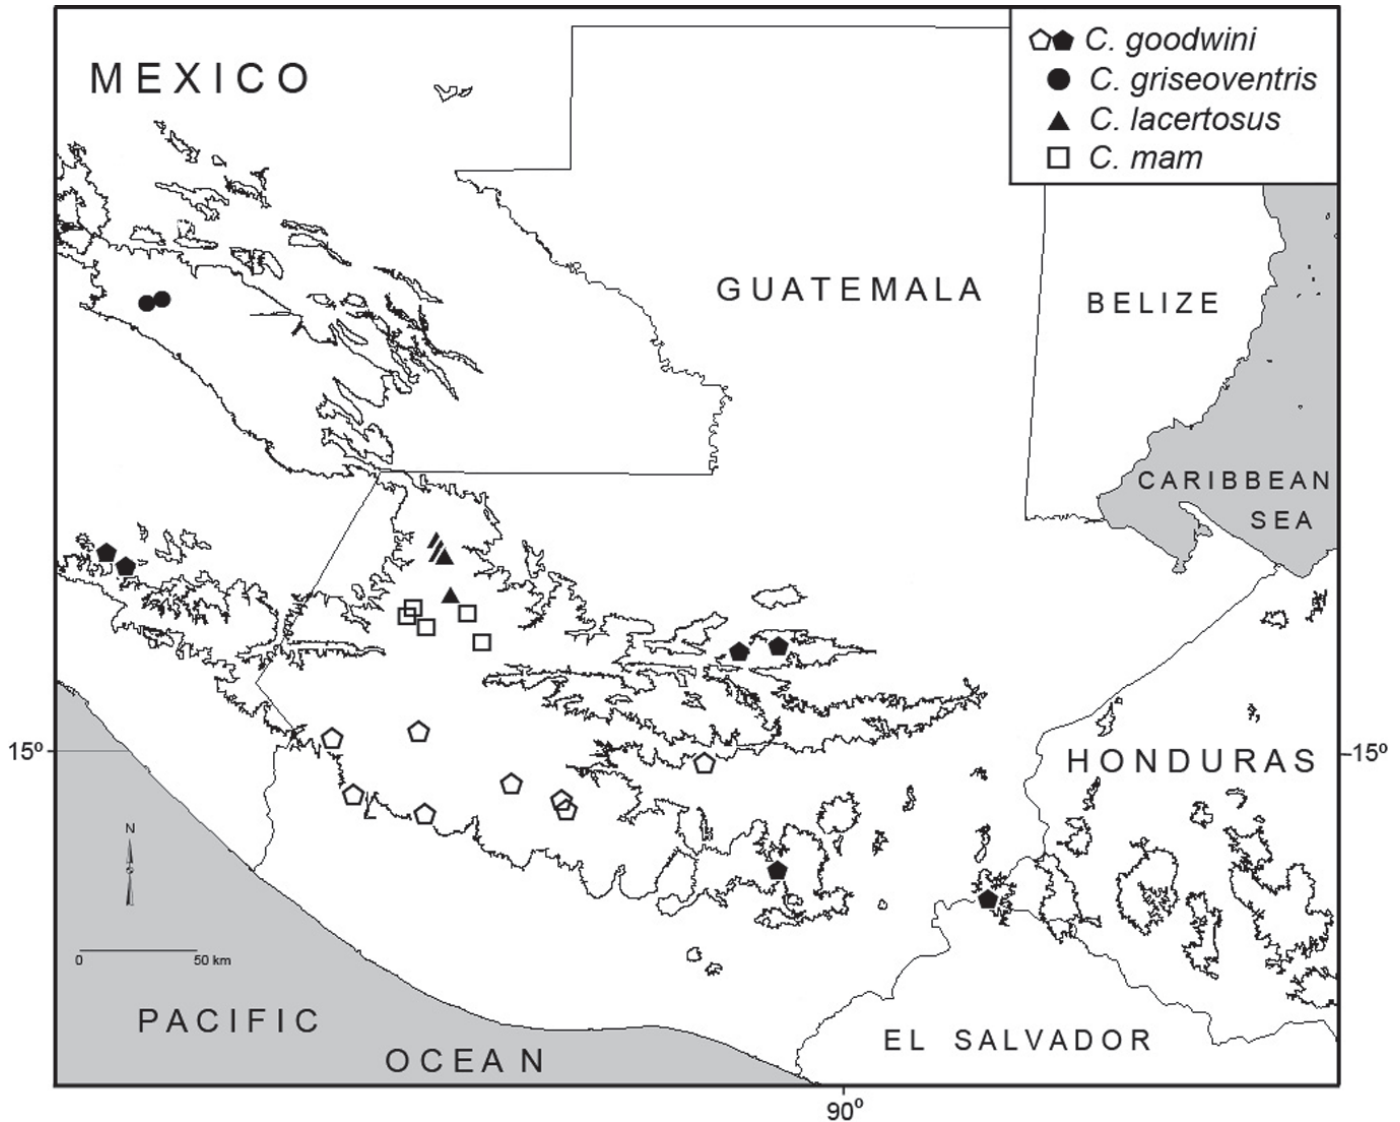 MEXICO
C. goodwini
C. griseoventris
C. lacertosus
C. mam
GUATEMALA
BELIZE
CARIBBEAN
SEA
15º
HONDURAS
15º
N
0 50 km
PACIFIC
OCEAN
EL SALVADOR
90º